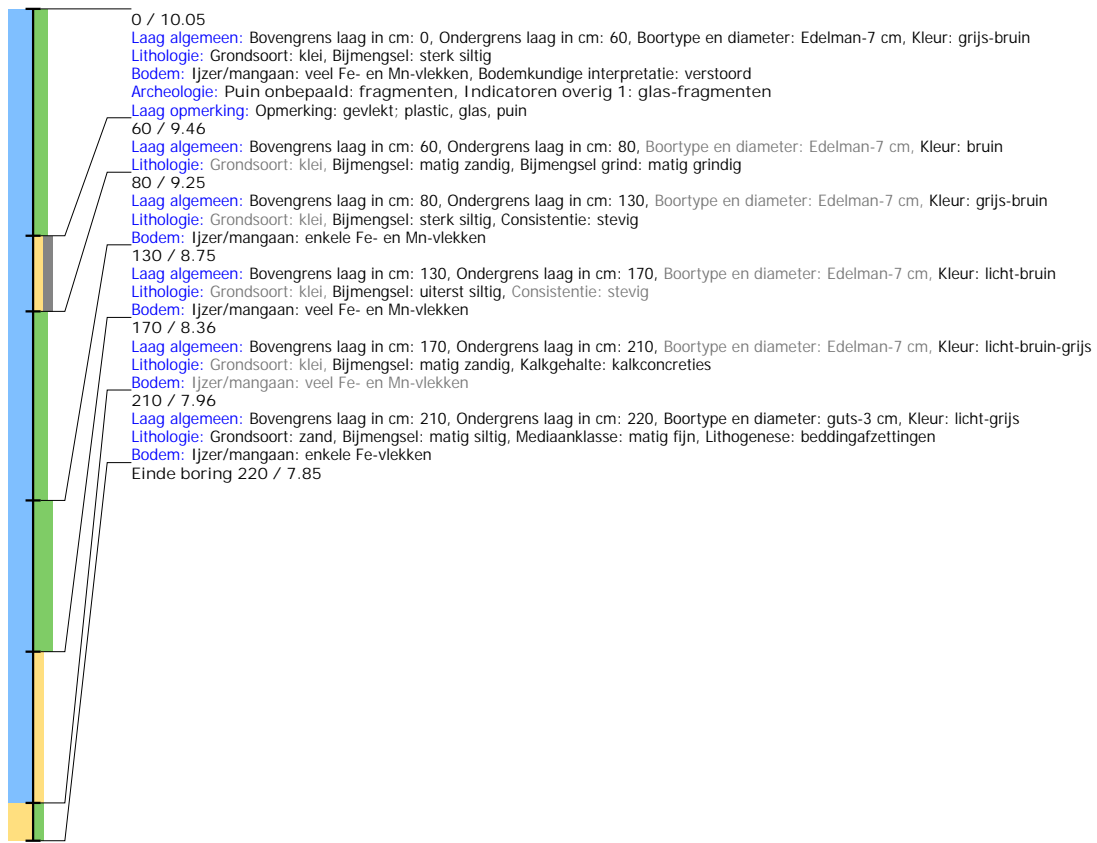 0 / 10.05
Laag algemeen: Bovengrens laag in cm: 0, Ondergrens laag in cm: 60, Boortype en diameter: Edelman-7 cm, Kleur: grijs-bruin
Lithologie: Grondsoort: klei, Bijmengsel: sterk siltig
Bodem: Ijzer/mangaan: veel Fe- en Mn-vlekken, Bodemkundige interpretatie: verstoord
Archeologie: Puin onbepaald: fragmenten, Indicatoren overig 1: glas-fragmenten
Laag opmerking: Opmerking: gevlekt; plastic, glas, puin
60 / 9.46
Laag algemeen: Bovengrens laag in cm: 60, Ondergrens laag in cm: 80, Boortype en diameter: Edelman-7 cm, Kleur: bruin
Lithologie: Grondsoort: klei, Bijmengsel: matig zandig, Bijmengsel grind: matig grindig
80 / 9.25
Laag algemeen: Bovengrens laag in cm: 80, Ondergrens laag in cm: 130, Boortype en diameter: Edelman-7 cm, Kleur: grijs-bruin
Lithologie: Grondsoort: klei, Bijmengsel: sterk siltig, Consistentie: stevig
Bodem: Ijzer/mangaan: enkele Fe- en Mn-vlekken
130 / 8.75
Laag algemeen: Bovengrens laag in cm: 130, Ondergrens laag in cm: 170, Boortype en diameter: Edelman-7 cm, Kleur: licht-bruin
Lithologie: Grondsoort: klei, Bijmengsel: uiterst siltig, Consistentie: stevig
Bodem: Ijzer/mangaan: veel Fe- en Mn-vlekken
170 / 8.36
Laag algemeen: Bovengrens laag in cm: 170, Ondergrens laag in cm: 210, Boortype en diameter: Edelman-7 cm, Kleur: licht-bruin-grijs
Lithologie: Grondsoort: klei, Bijmengsel: matig zandig, Kalkgehalte: kalkconcreties
Bodem: Ijzer/mangaan: veel Fe- en Mn-vlekken
210 / 7.96
Laag algemeen: Bovengrens laag in cm: 210, Ondergrens laag in cm: 220, Boortype en diameter: guts-3 cm, Kleur: licht-grijs
Lithologie: Grondsoort: zand, Bijmengsel: matig siltig, Mediaanklasse: matig fijn, Lithogenese: beddingafzettingen
Bodem: Ijzer/mangaan: enkele Fe-vlekken
Einde boring 220 / 7.85